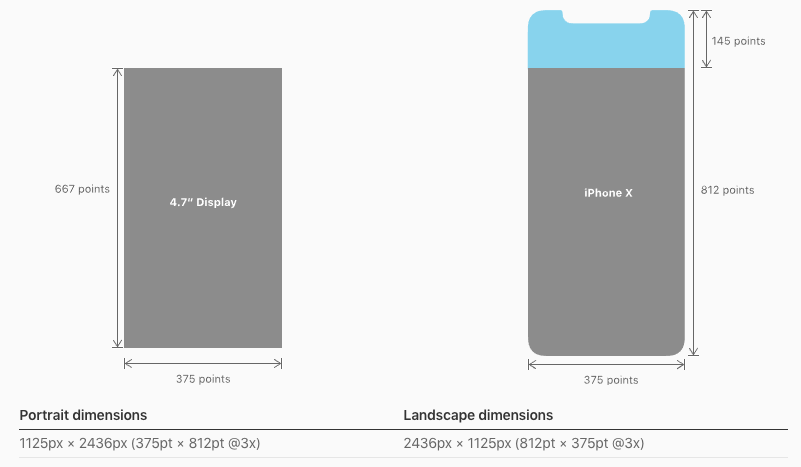 145 points
667 points
4.7″ Display
iPhone X
812 points
375 points
375 points
Portrait dimensions
Landscape dimensions
1125px × 2436px (375pt × 812pt @3x)
2436px × 1125px (812pt × 375pt @3x)